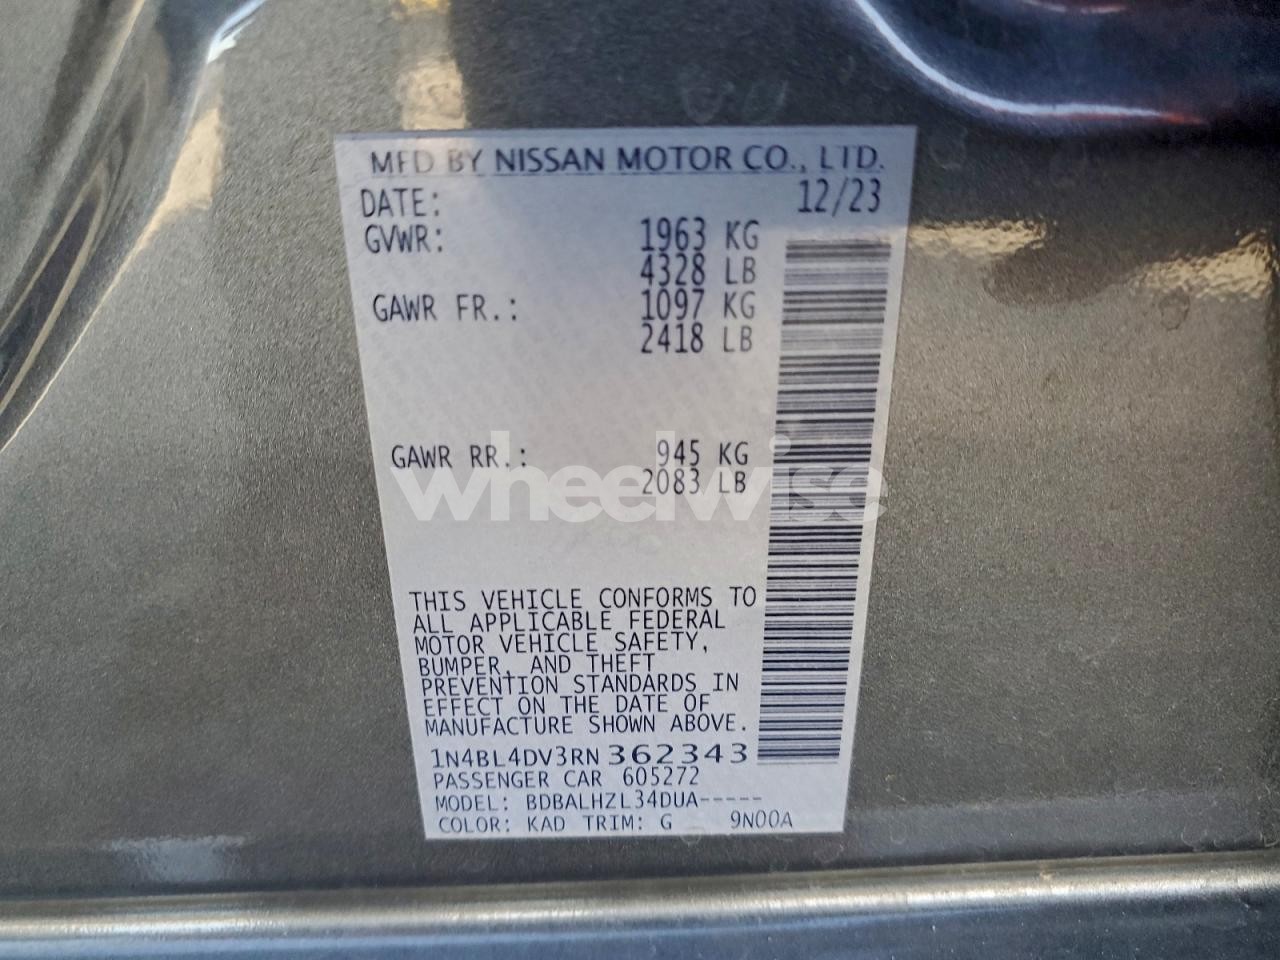 MFD BY NISSAN MOTOR CO., LTD.
DATE: 12/23
GVWR: 1963 KG
4328 LB
GAWR FR.: 1097 KG
2418 LB
GAWR RR.: 945 KG
2083 LB
wheelwise
THIS VEHICLE CONFORMS TO
ALL APPLICABLE FEDERAL
MOTOR VEHICLE SAFETY,
BUMPER, AND THEFT
PREVENTION STANDARDS IN
EFFECT ON THE DATE OF
MANUFACTURE SHOWN ABOVE.
1N4BL4DV3RN362343
PASSENGER CAR 605272
MODEL: BDBALHZL34DUA-----
COLOR: KAD TRIM: G 9N00A